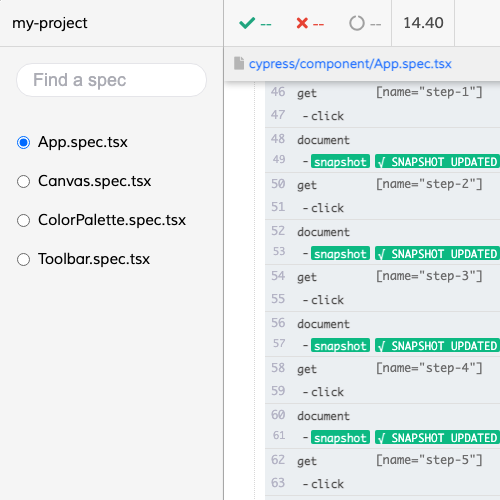 my-project
-- -- -- 14.40
Find a spec
App.spec.tsx
Canvas.spec.tsx
ColorPalette.spec.tsx
Toolbar.spec.tsx
cypress/component/App.spec.tsx
46 get [name="step-1"]
47 -click
48 document
49 -snapshot √ SNAPSHOT UPDATED
50 get [name="step-2"]
51 -click
52 document
53 -snapshot √ SNAPSHOT UPDATED
54 get [name="step-3"]
55 -click
56 document
57 -snapshot √ SNAPSHOT UPDATED
58 get [name="step-4"]
59 -click
60 document
61 -snapshot √ SNAPSHOT UPDATED
62 get [name="step-5"]
63 -click